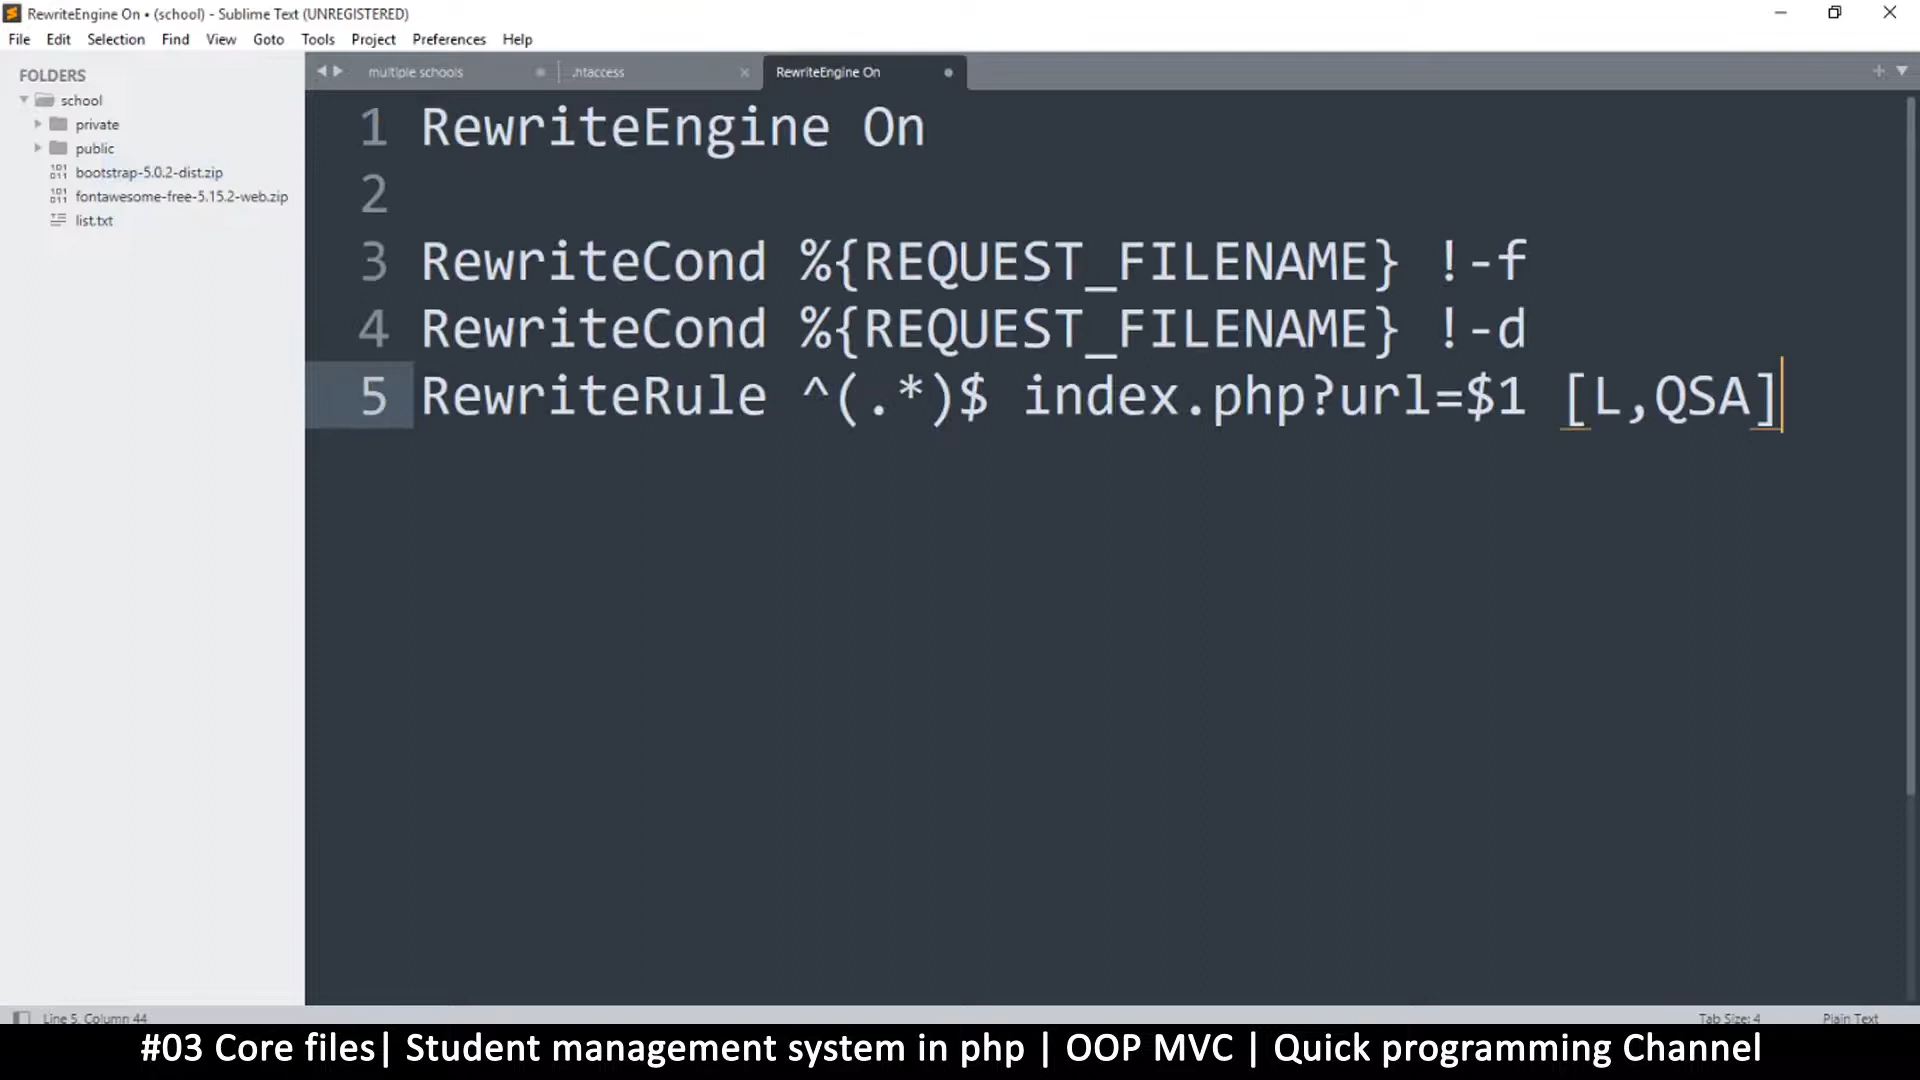 RewriteEngine On • (school) - Sublime Text (UNREGISTERED)
File Edit Selection Find View Goto Tools Project Preferences Help
FOLDERS
school
private
public
bootstrap-5.0.2-dist.zip
fontawesome-free-5.15.2-web.zip
list.txt
multiple schools
.htaccess
RewriteEngine On
1 RewriteEngine On
2
3 RewriteCond %{REQUEST_FILENAME} !-f
4 RewriteCond %{REQUEST_FILENAME} !-d
5 RewriteRule ^(.*)$ index.php?url=$1 [L,QSA]
Line 5, Column 44
Tab Size: 4
Plain Text
#03 Core files| Student management system in php | OOP MVC | Quick programming Channel